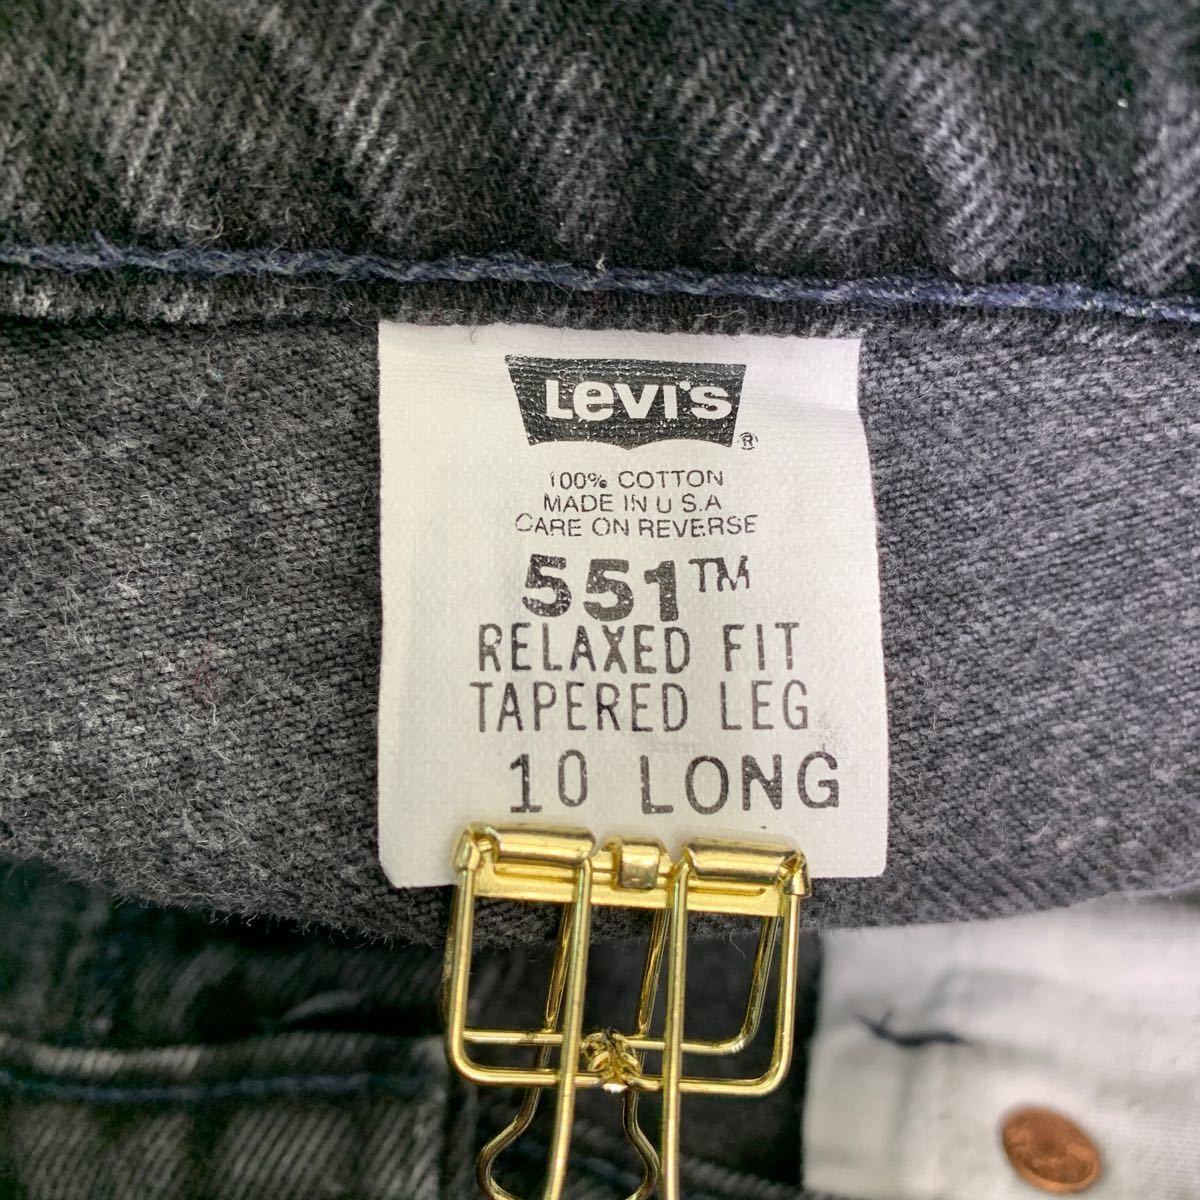 LEVI'S ®
100% COTTON
MADE IN U S.A
CARE ON REVERSE
551™
RELAXED FIT
TAPERED LEG
10 LONG